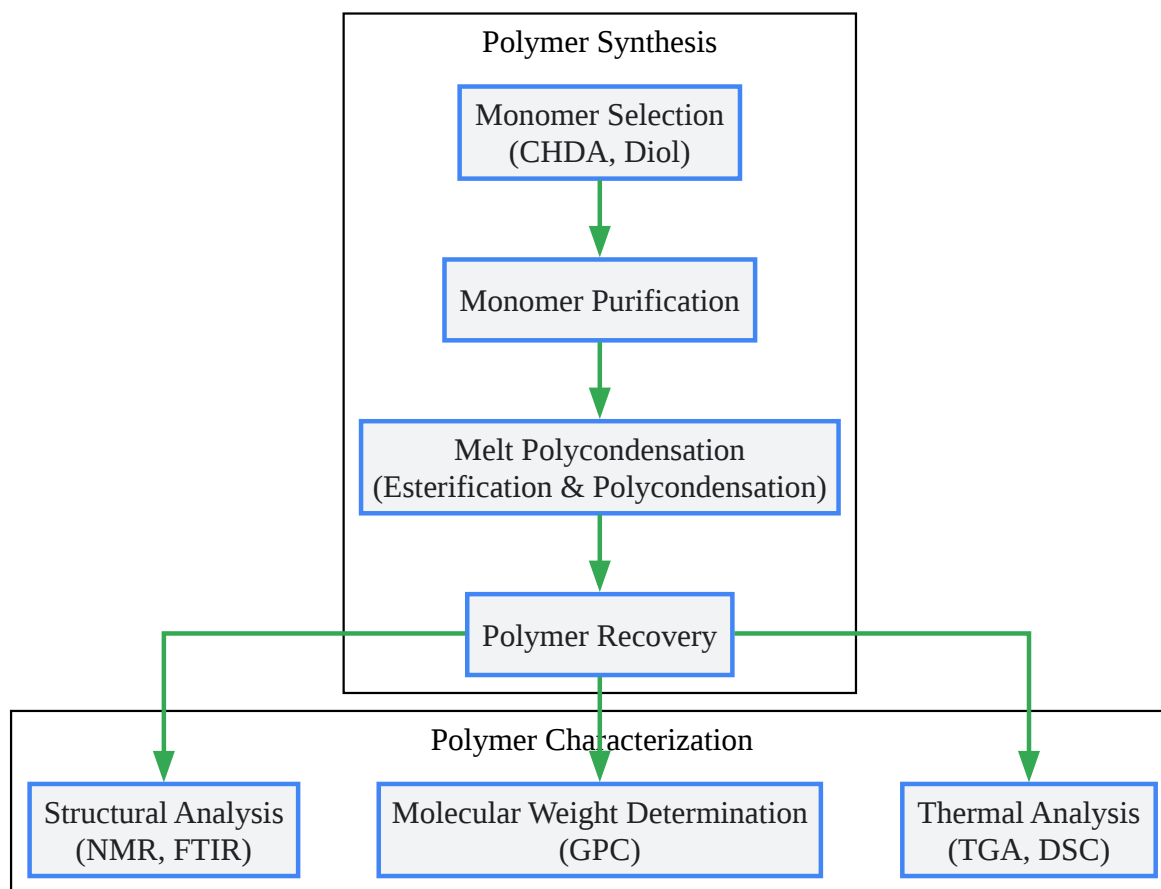 Polymer Synthesis
Monomer Selection
(CHDA, Diol)
Monomer Purification
Melt Polycondensation
(Esterification & Polycondensation)
Polymer Recovery
Polymer Characterization
Structural Analysis
(NMR, FTIR)
Molecular Weight Determination
(GPC)
Thermal Analysis
(TGA, DSC)